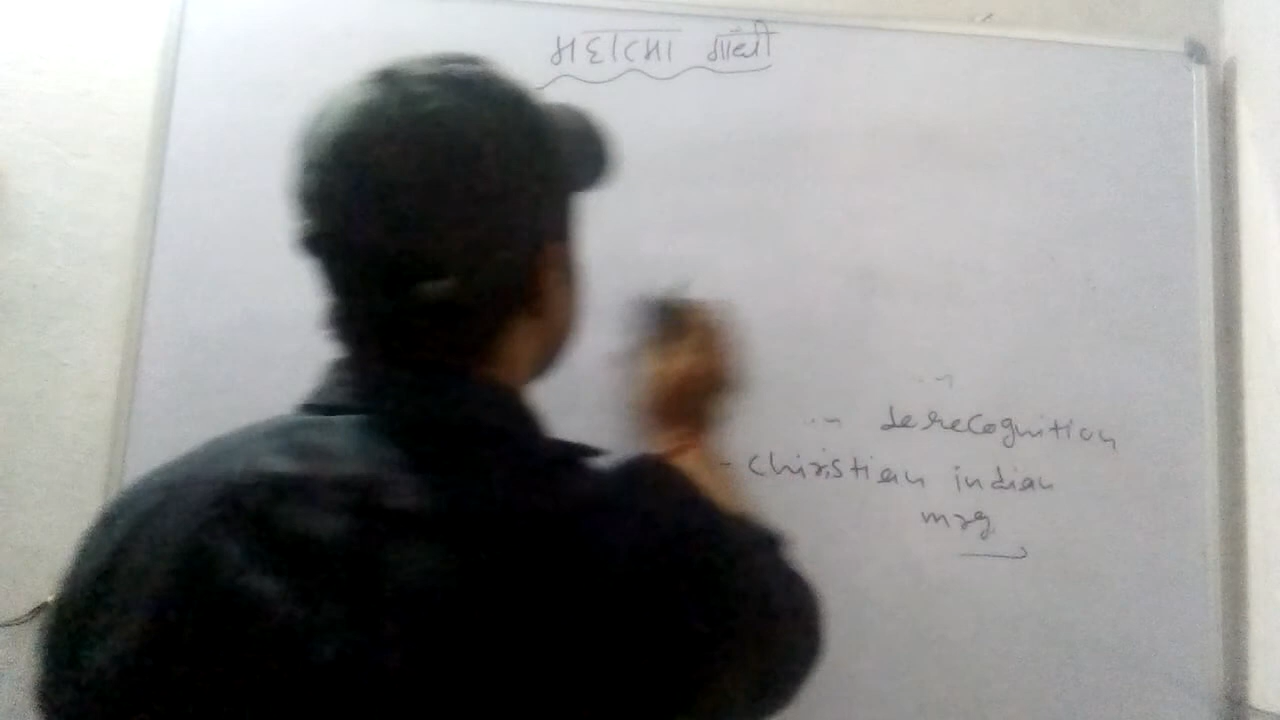 महात्मा गांधी
derecognition
- Christian indian
mrg